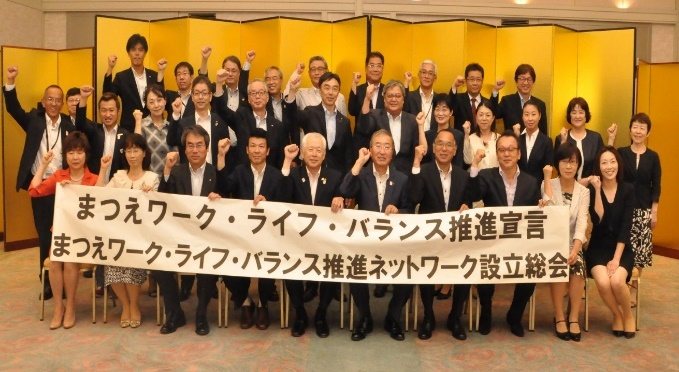 まつえワーク・ライフ・バランス推進宣言
まつえワーク・ライフ・バランス推進ネットワーク設立総会